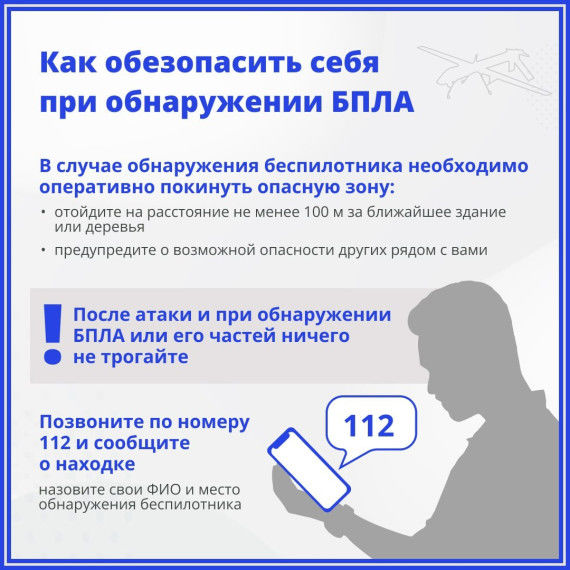 Как обезопасить себя
при обнаружении БПЛА
В случае обнаружения беспилотника необходимо
оперативно покинуть опасную зону:
• отойдите на расстояние не менее 100 м за ближайшее здание
или деревья
• предупредите о возможной опасности других рядом с вами
! После атаки и при обнаружении
БПЛА или его частей ничего
не трогайте
Позвоните по номеру
112 и сообщите
о находке
назовите свои ФИО и место
обнаружения беспилотника
112